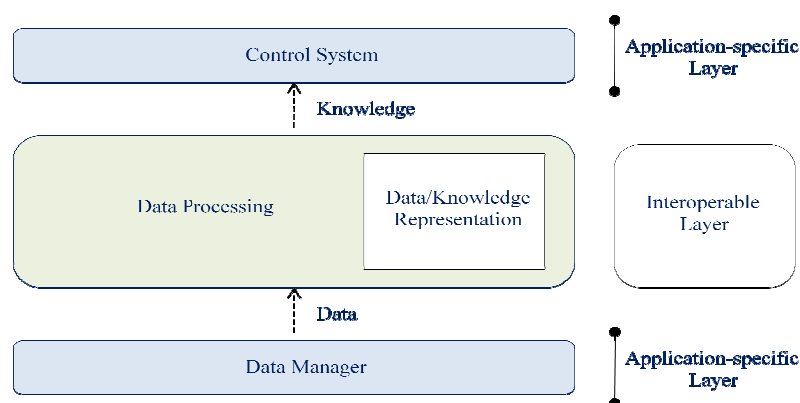 Control System
Application-specific
Layer
Knowledge
Data Processing
Data/Knowledge
Representation
Interoperable
Layer
Data
Data Manager
Application-specific
Layer